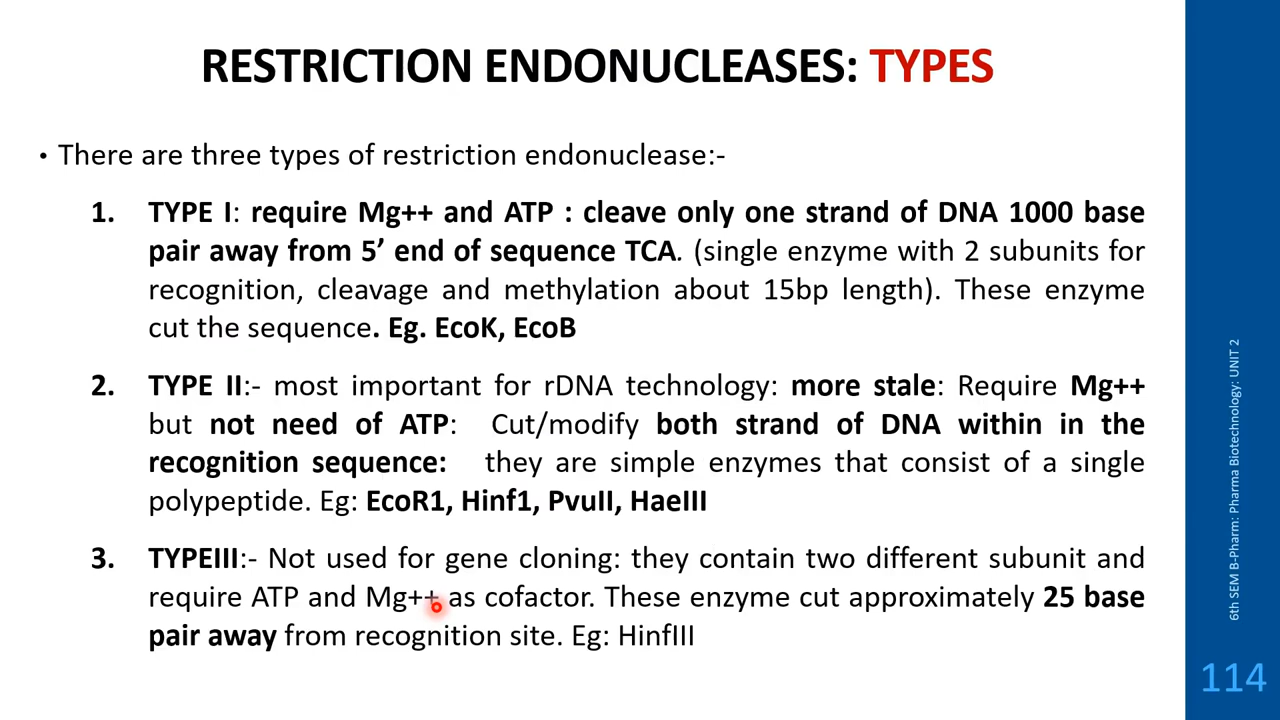 RESTRICTION ENDONUCLEASES: TYPES
• There are three types of restriction endonuclease:-
1. TYPE I: require Mg++ and ATP : cleave only one strand of DNA 1000 base
pair away from 5’ end of sequence TCA. (single enzyme with 2 subunits for
recognition, cleavage and methylation about 15bp length). These enzyme
cut the sequence. Eg. EcoK, EcoB
2. TYPE II:- most important for rDNA technology: more stale: Require Mg++
but not need of ATP: Cut/modify both strand of DNA within in the
recognition sequence: they are simple enzymes that consist of a single
polypeptide. Eg: EcoR1, Hinf1, PvuII, HaeIII
3. TYPEIII:- Not used for gene cloning: they contain two different subunit and
require ATP and Mg++ as cofactor. These enzyme cut approximately 25 base
pair away from recognition site. Eg: HinfIII
6th SEM B-Pharm: Pharma Biotechnology: UNIT 2
114